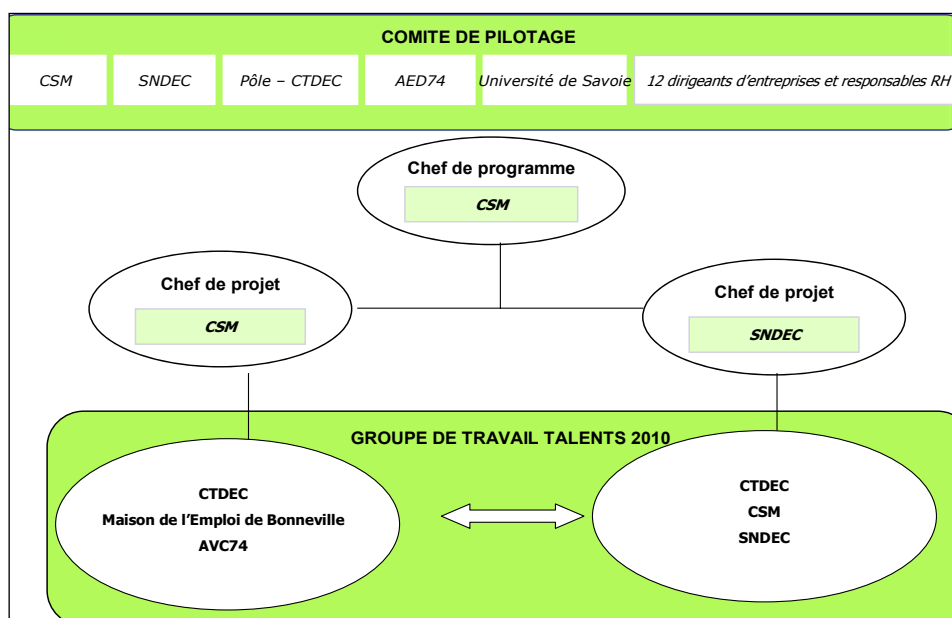 COMITE DE PILOTAGE
CSM
SNDEC
Pôle – CTDEC
AED74
Université de Savoie
12 dirigeants d'entreprises et responsables RH
Chef de programme
CSM
Chef de projet
CSM
Chef de projet
SNDEC
GROUPE DE TRAVAIL TALENTS 2010
CTDEC
Maison de l'Emploi de Bonneville
AVC74
CTDEC
CSM
SNDEC